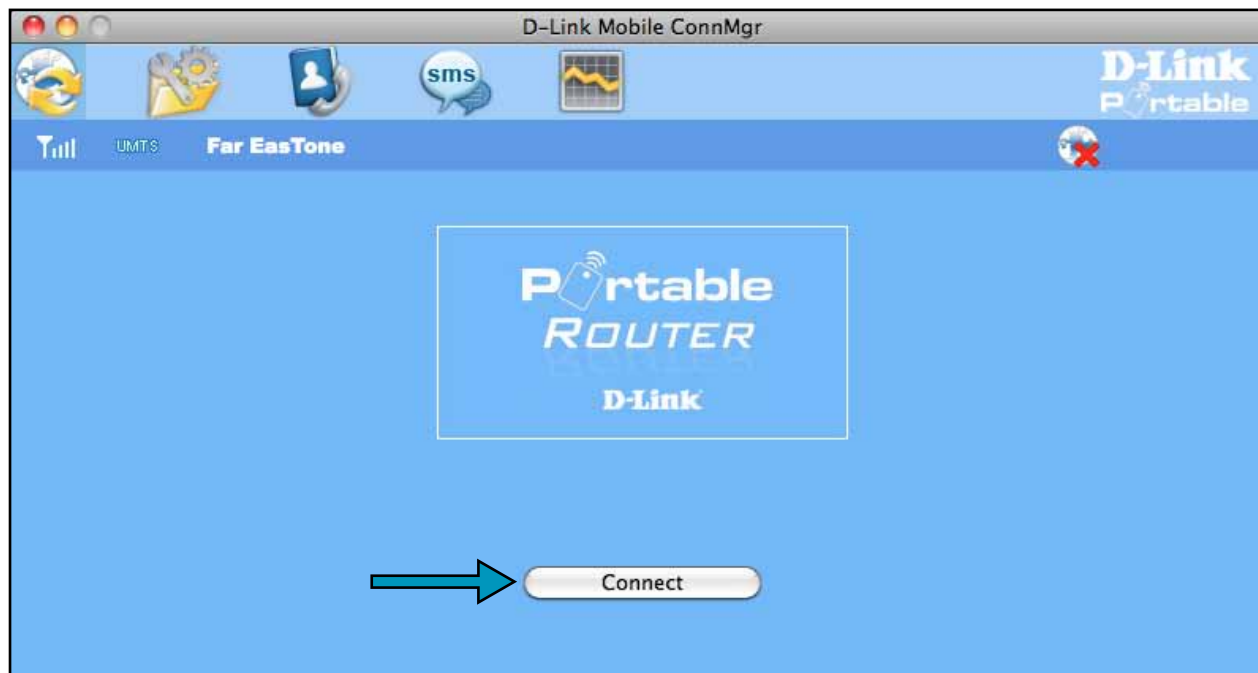 D-Link Mobile ConnMgr
sms
D-Link
Portable
UMTS
Far EasTone
Portable
ROUTER
D-Link
Connect